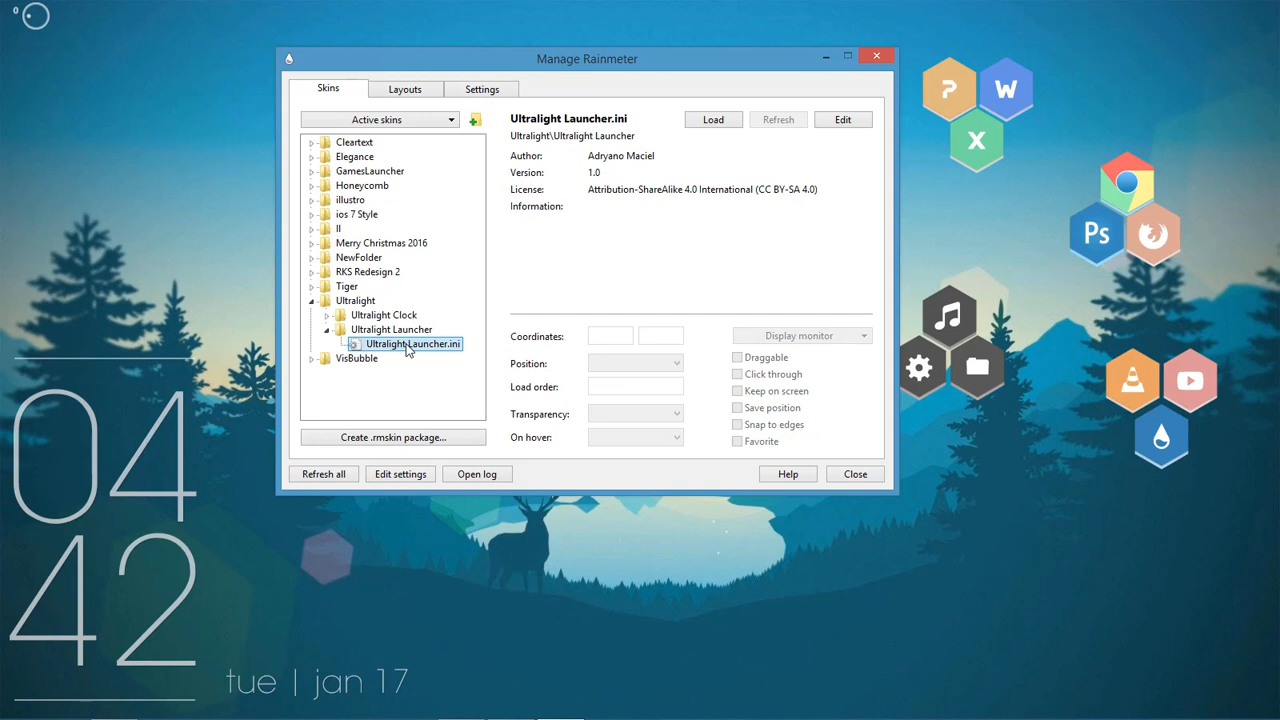 0
Manage Rainmeter
Skins
Layouts
Settings
Active skins
Cleartext
Elegance
GamesLauncher
Honeycomb
illustro
ios 7 Style
II
Merry Christmas 2016
NewFolder
RKS Redesign 2
Tiger
Ultralight
Ultralight Clock
Ultralight Launcher
Ultralight Launcher.ini
VisBubble
Create .rmskin package...
Ultralight Launcher.ini
Load
Refresh
Edit
Ultralight\Ultralight Launcher
Author: Adryano Maciel
Version: 1.0
License: Attribution-ShareAlike 4.0 International (CC BY-SA 4.0)
Information:
Coordinates:
Display monitor
Position:
Load order:
Transparency:
On hover:
Draggable
Click through
Keep on screen
Save position
Snap to edges
Favorite
Refresh all
Edit settings
Open log
Help
Close
P
W
X
Ps
04
42
tue | jan 17